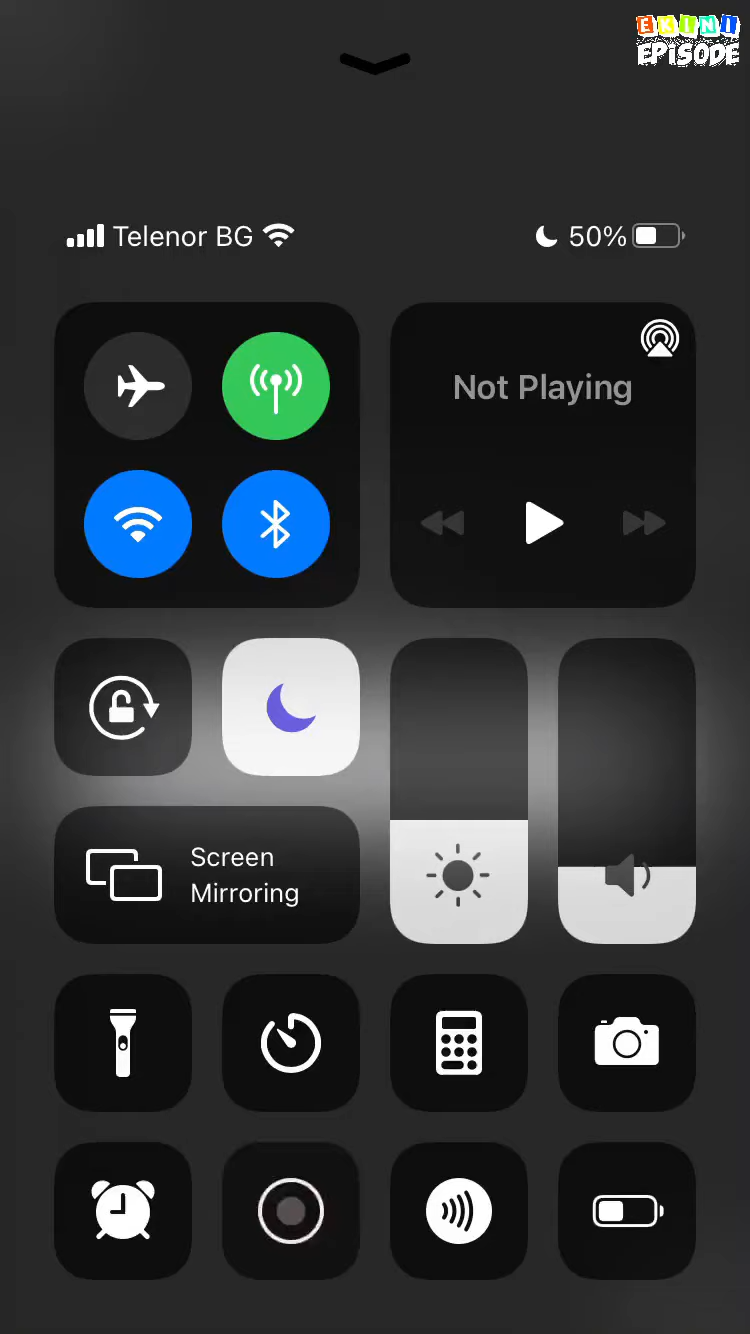 EKINI
EPISODE
Telenor BG
50%
Not Playing
Screen
Mirroring